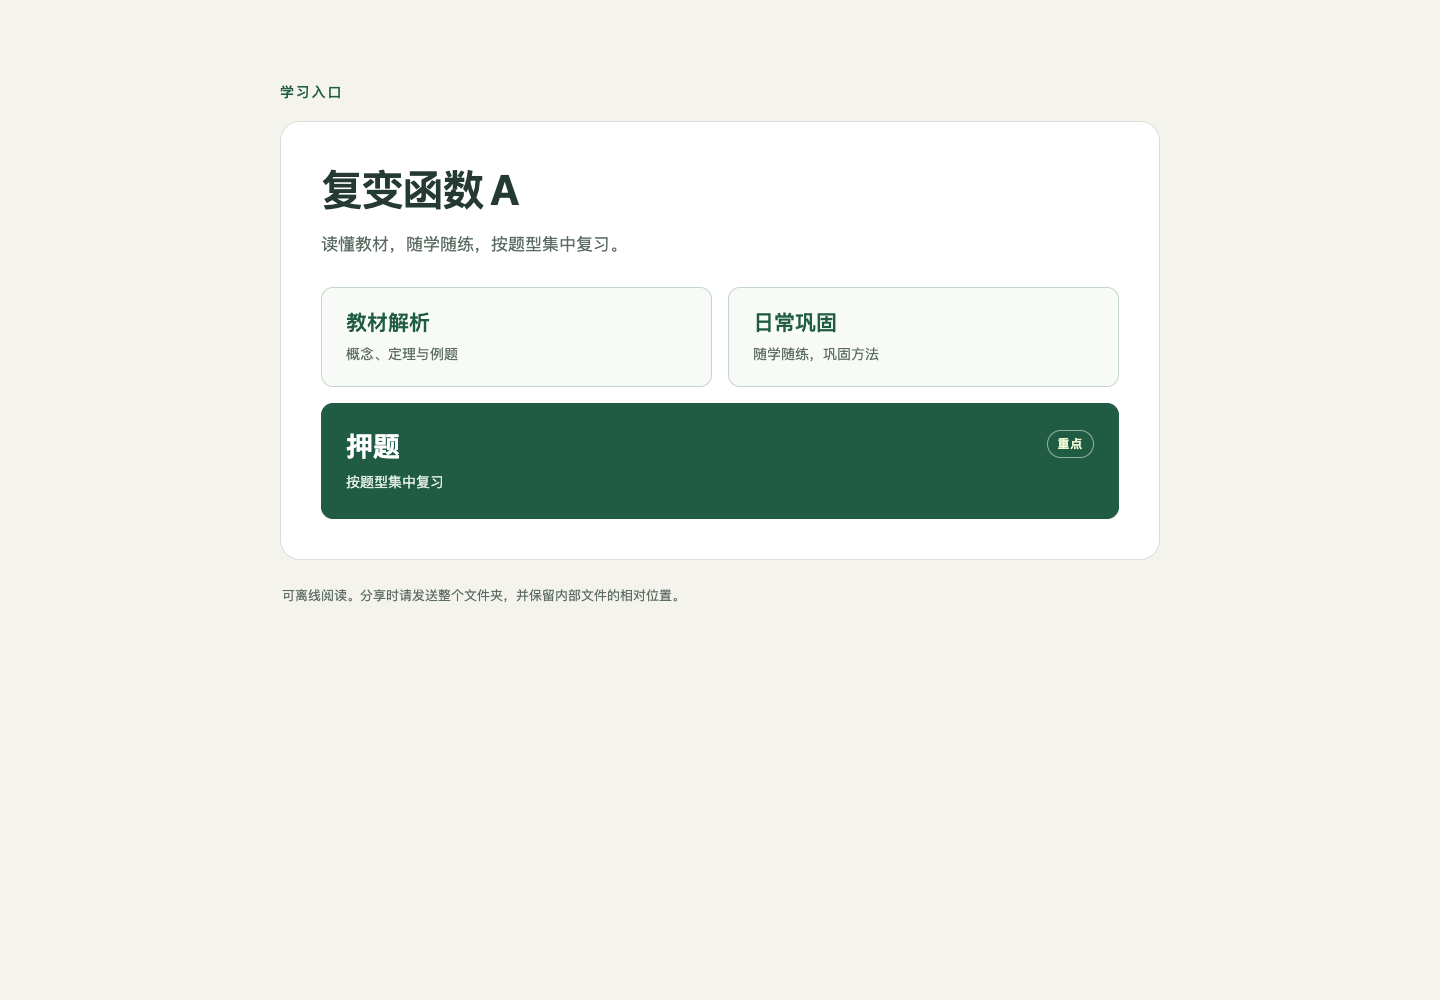 学习入口
复变函数 A
读懂教材，随学随练，按题型集中复习。
教材解析
概念、定理与例题
日常巩固
随学随练，巩固方法
押题
重点
按题型集中复习
可离线阅读。分享时请发送整个文件夹，并保留内部文件的相对位置。